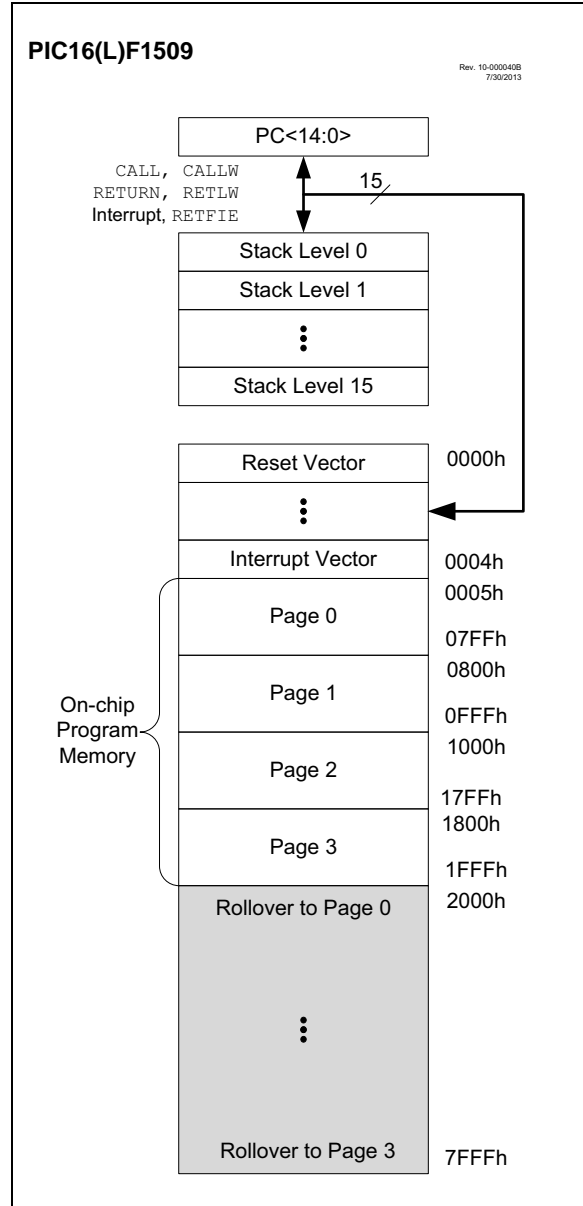 PIC16(L)F1509
Rev. 10-000040B
7/30/2013
PC<14:0>
CALL, CALLW
RETURN, RETLW
Interrupt, RETFIE
15
Stack Level 0
Stack Level 1
Stack Level 15
Reset Vector
0000h
Interrupt Vector
0004h
0005h
Page 0
07FFh
0800h
Page 1
0FFFh
On-chip
Program
Memory
1000h
Page 2
17FFh
1800h
Page 3
1FFFh
Rollover to Page 0
2000h
Rollover to Page 3
7FFFh